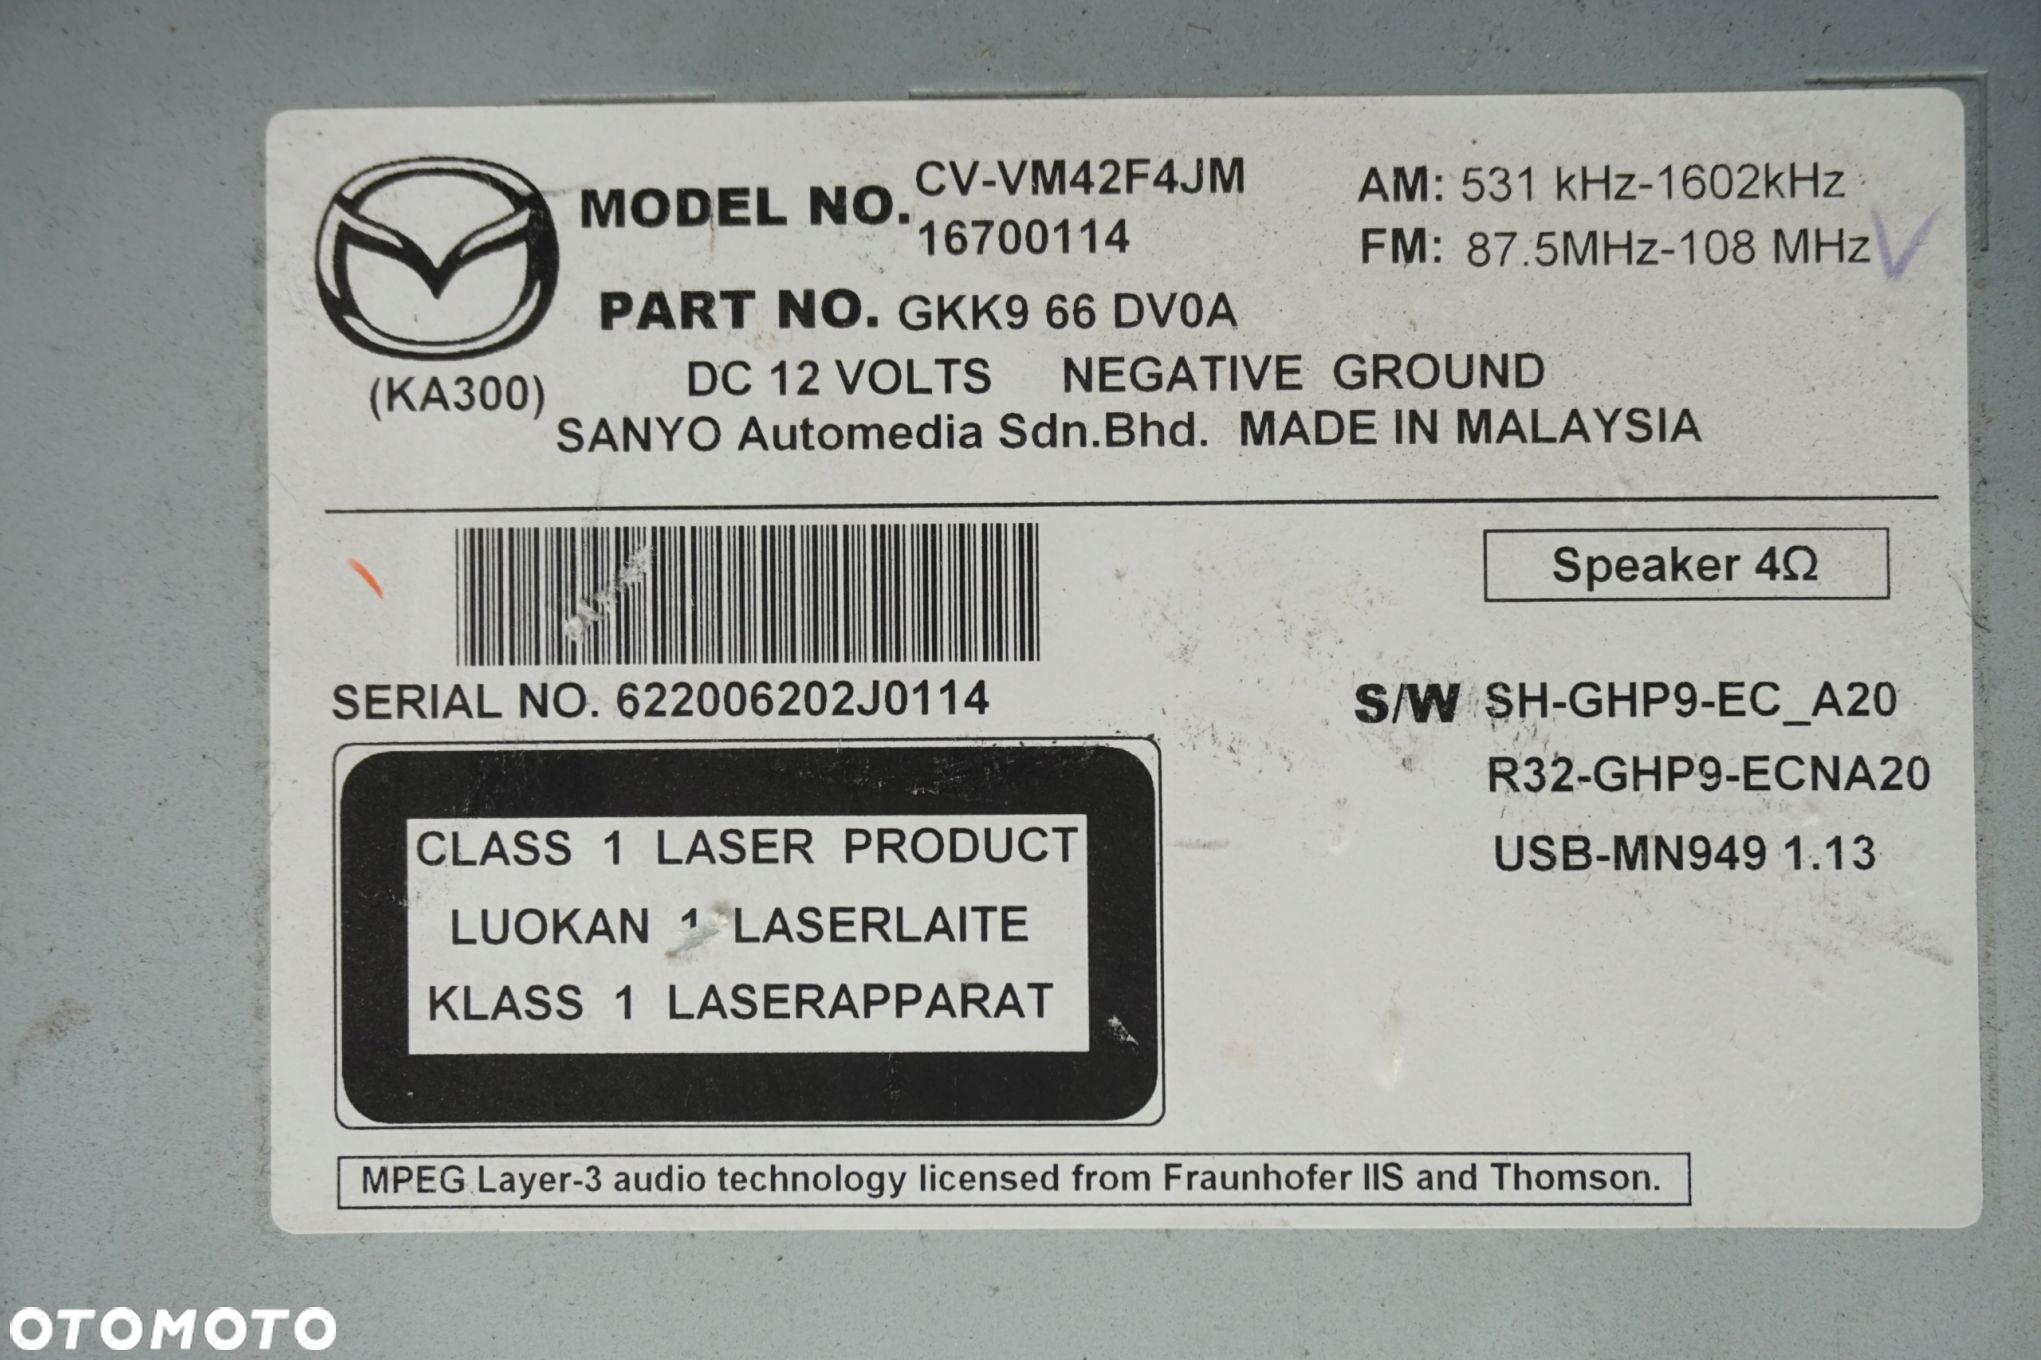 MODEL NO. CV-VM42F4JM
16700114
AM: 531 kHz-1602kHz
FM: 87.5MHz-108 MHz
PART NO. GKK9 66 DV0A
(KA300)
DC 12 VOLTS NEGATIVE GROUND
SANYO Automedia Sdn.Bhd. MADE IN MALAYSIA
Speaker 4Ω
SERIAL NO. 622006202J0114
S/W SH-GHP9-EC_A20
R32-GHP9-ECNA20
USB-MN949 1.13
CLASS 1 LASER PRODUCT
LUOKAN 1 LASERLAITE
KLASS 1 LASERAPPARAT
MPEG Layer-3 audio technology licensed from Fraunhofer IIS and Thomson.
OTOMOTO